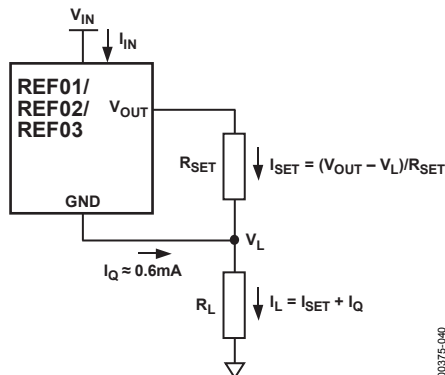 VIN
IIN
REF01/
REF02/
REF03
VOUT
GND
RSET
ISET = (VOUT – VL)/RSET
VL
IQ ≈ 0.6mA
RL
IL = ISET + IQ
00375-040